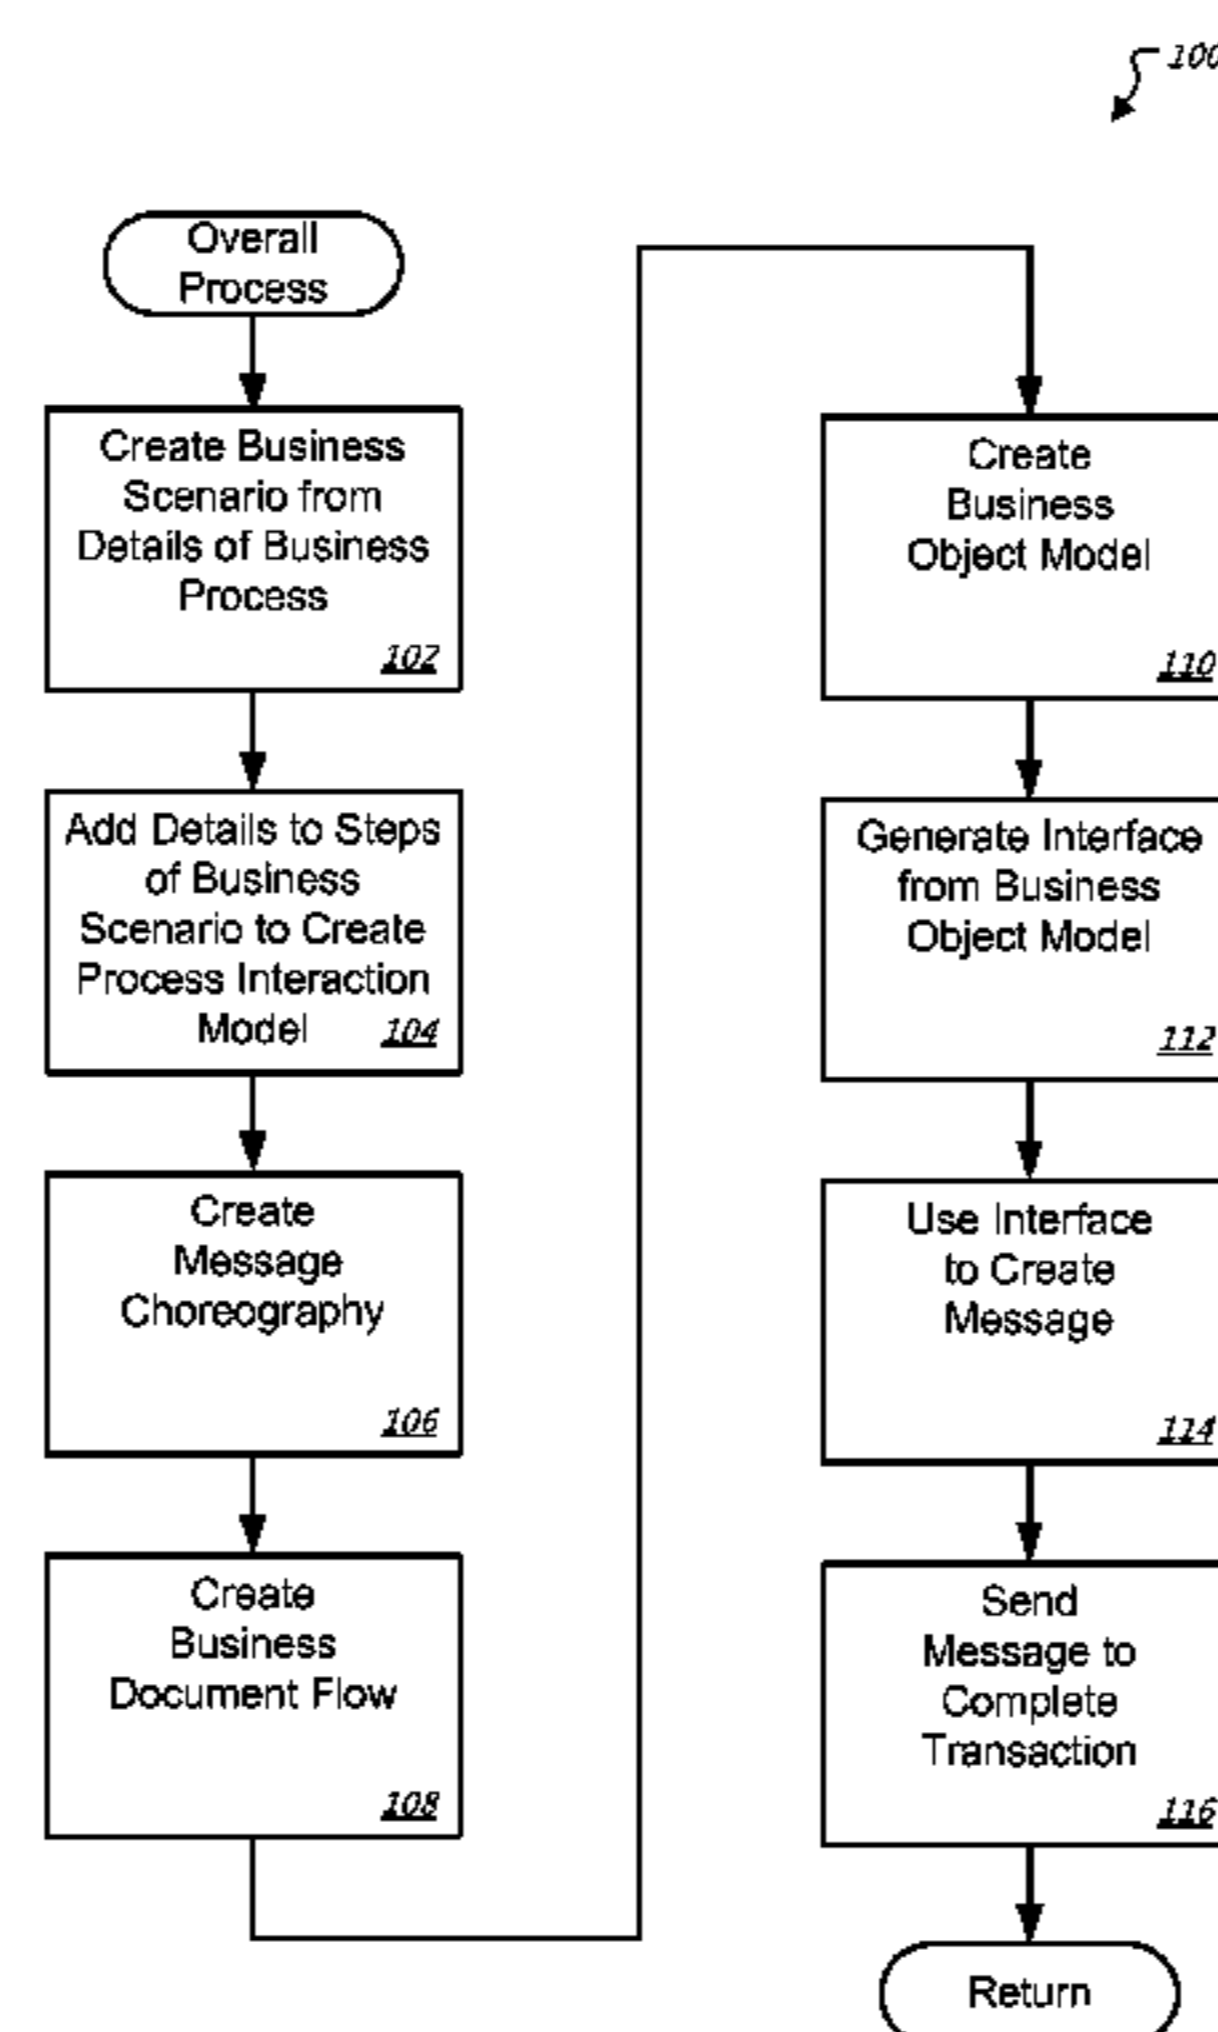 100
Overall
Process
Create Business
Scenario from
Details of Business
Process
102
Add Details to Steps
of Business
Scenario to Create
Process Interaction
Model 104
Create
Message
Choreography
106
Create
Business
Document Flow
108
Create
Business
Object Model
110
Generate Interface
from Business
Object Model
112
Use Interface
to Create
Message
114
Send
Message to
Complete
Transaction
116
Return